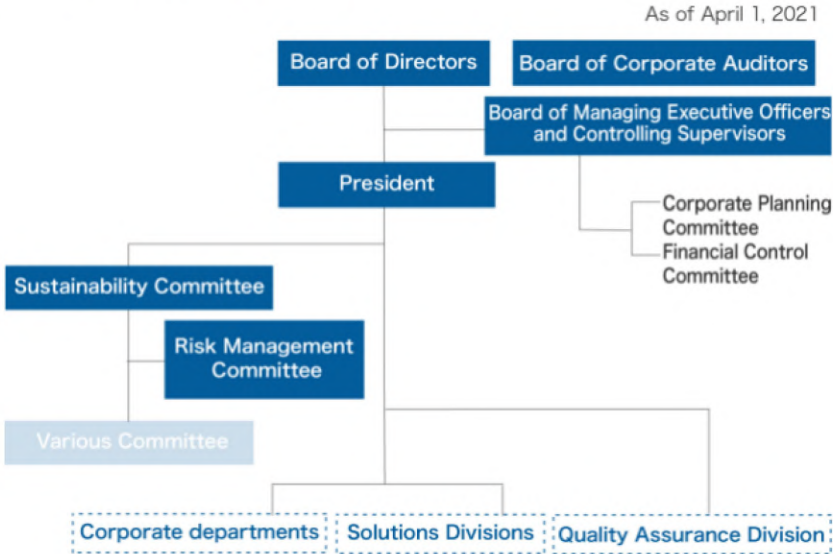 As of April 1, 2021
Board of Directors
Board of Corporate Auditors
Board of Managing Executive Officers
and Controlling Supervisors
President
Corporate Planning
Committee
Financial Control
Committee
Sustainability Committee
Risk Management
Committee
Various Committee
Corporate departments
Solutions Divisions
Quality Assurance Division